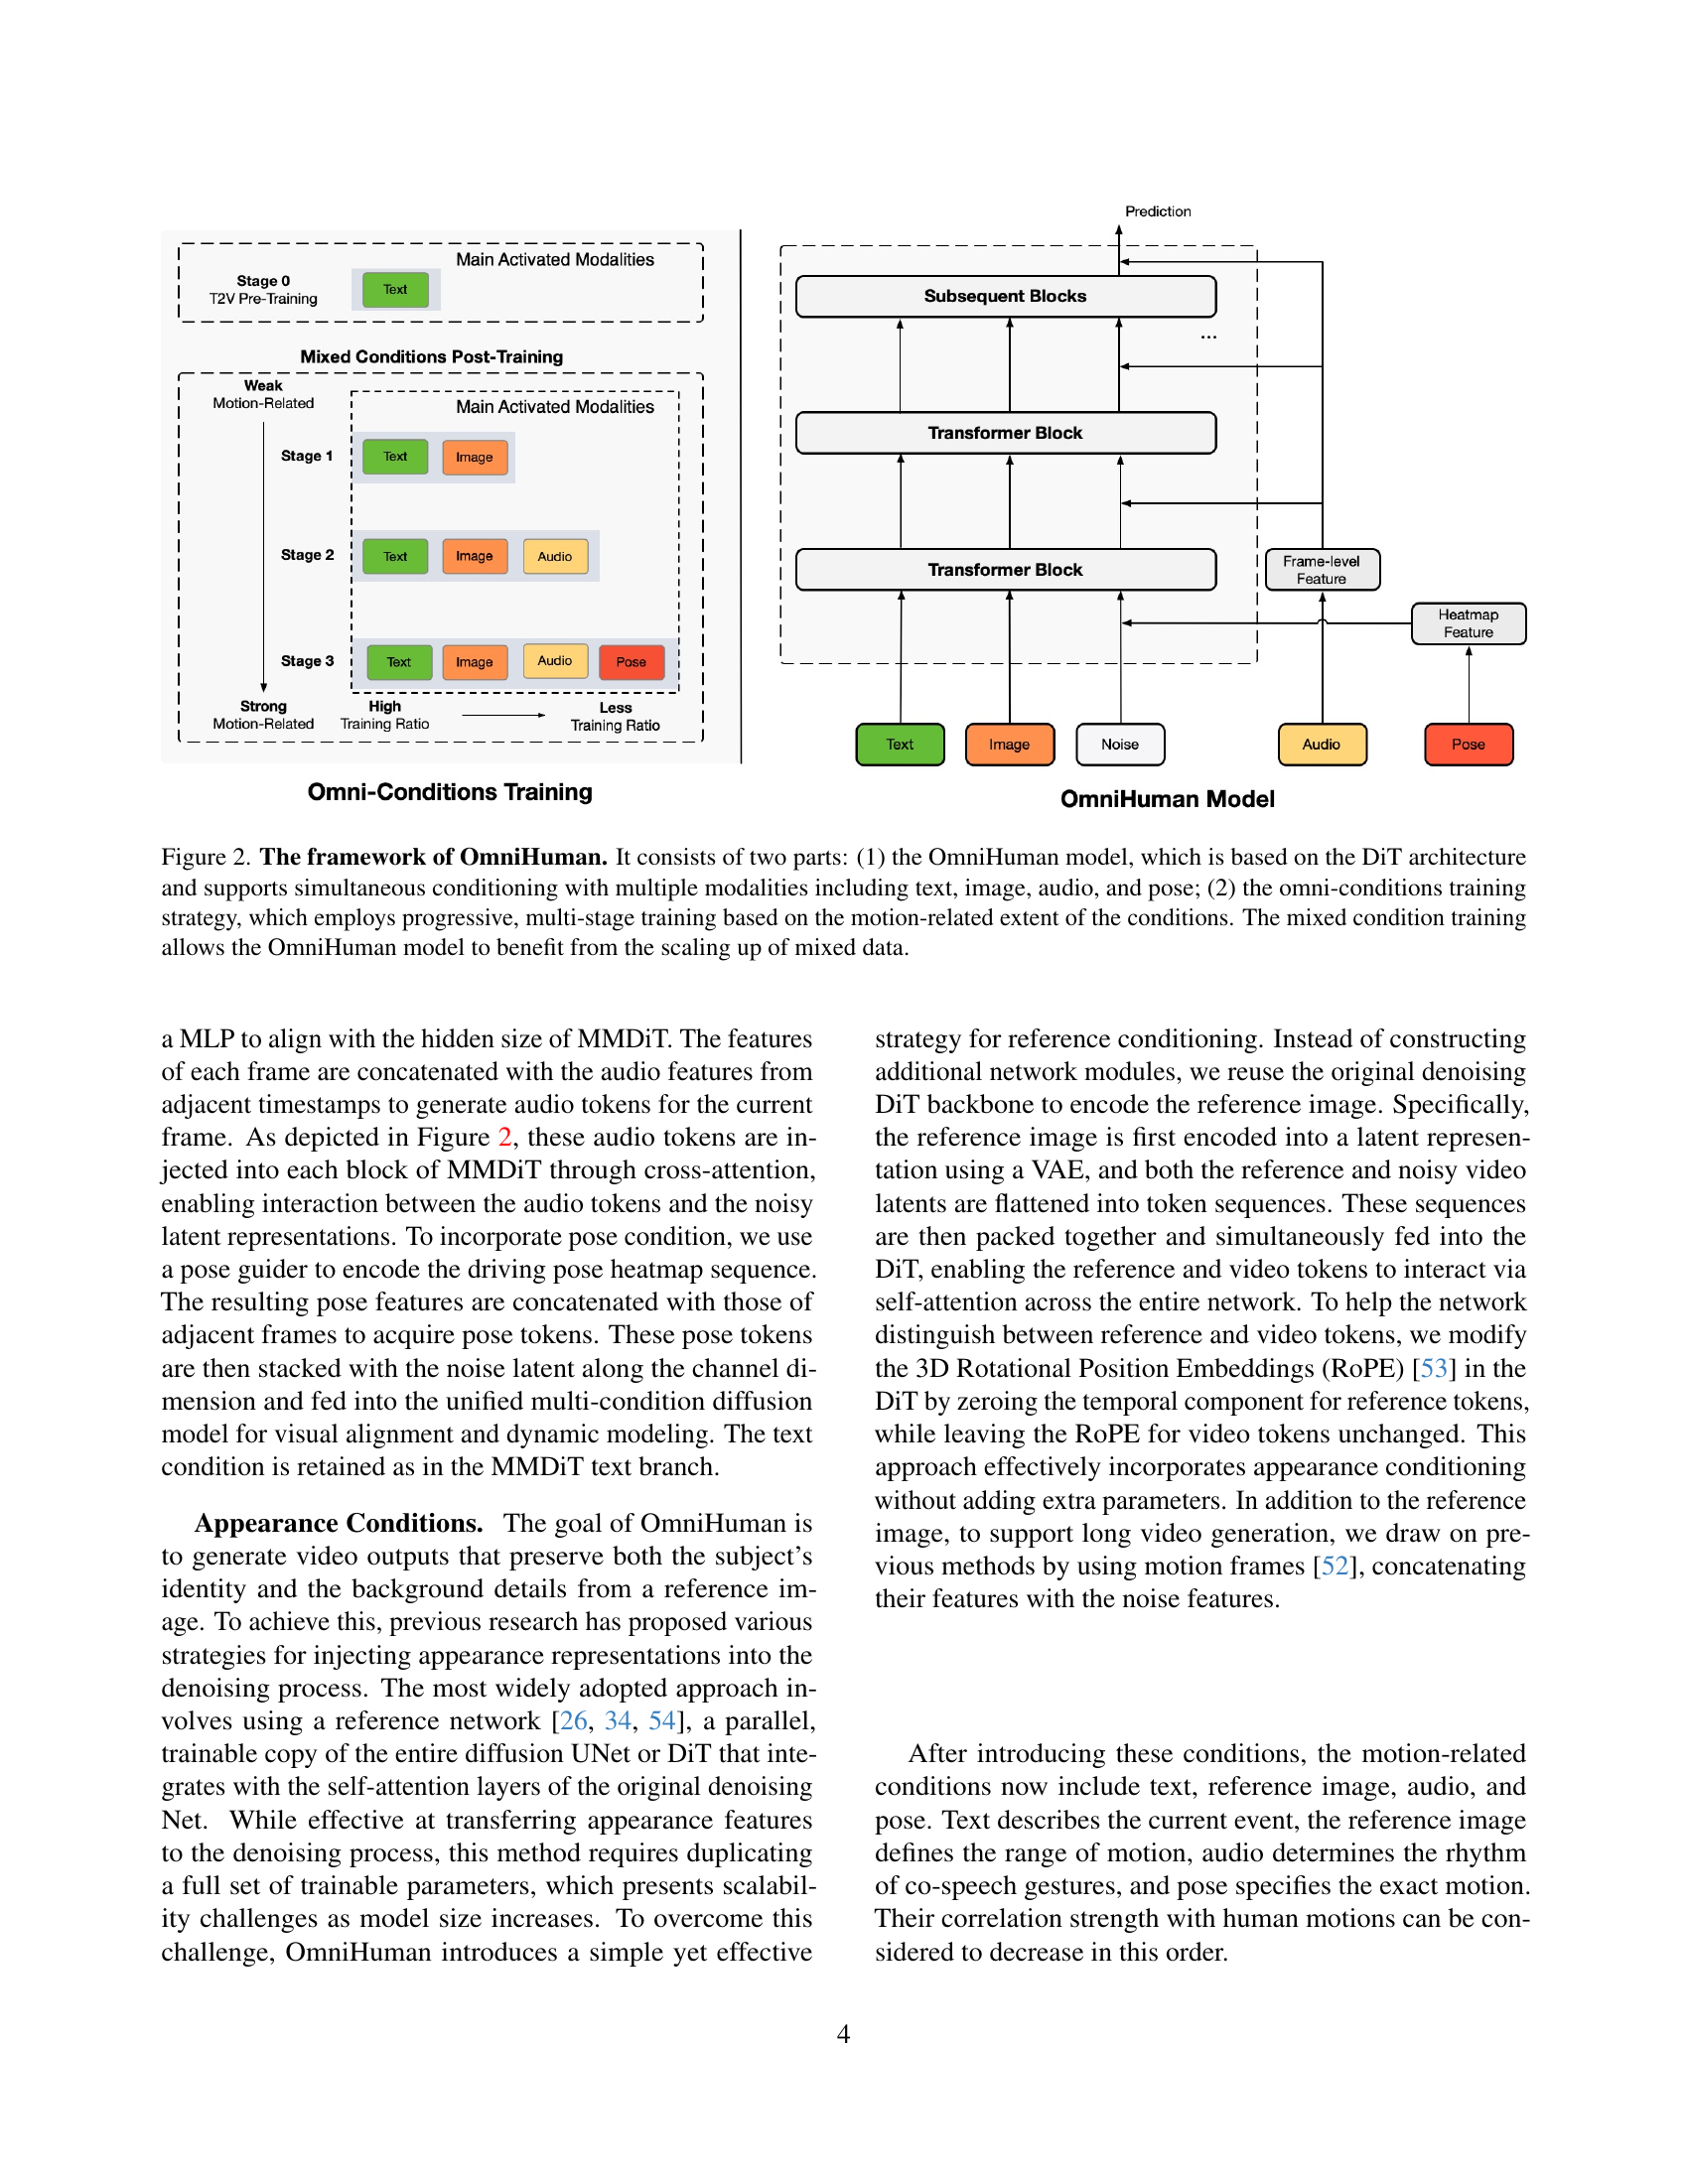 Main Activated Modalities
Stage 0
T2V Pre-Training
Text
Mixed Conditions Post-Training
Weak
Motion-Related
Main Activated Modalities
Stage 1
Text
Image
Stage 2
Text
Image
Audio
Stage 3
Text
Image
Audio
Pose
Strong
Motion-Related
High
Training Ratio
Less
Training Ratio
Omni-Conditions Training
Prediction
Subsequent Blocks
...
Transformer Block
Transformer Block
Frame-level
Feature
Heatmap
Feature
Text
Image
Noise
Audio
Pose
OmniHuman Model
Figure 2. The framework of OmniHuman. It consists of two parts: (1) the OmniHuman model, which is based on the DiT architecture
and supports simultaneous conditioning with multiple modalities including text, image, audio, and pose; (2) the omni-conditions training
strategy, which employs progressive, multi-stage training based on the motion-related extent of the conditions. The mixed condition training
allows the OmniHuman model to benefit from the scaling up of mixed data.
a MLP to align with the hidden size of MMDiT. The features
of each frame are concatenated with the audio features from
adjacent timestamps to generate audio tokens for the current
frame. As depicted in Figure 2, these audio tokens are in-
jected into each block of MMDiT through cross-attention,
enabling interaction between the audio tokens and the noisy
latent representations. To incorporate pose condition, we use
a pose guider to encode the driving pose heatmap sequence.
The resulting pose features are concatenated with those of
adjacent frames to acquire pose tokens. These pose tokens
are then stacked with the noise latent along the channel di-
mension and fed into the unified multi-condition diffusion
model for visual alignment and dynamic modeling. The text
condition is retained as in the MMDiT text branch.
Appearance Conditions. The goal of OmniHuman is
to generate video outputs that preserve both the subject's
identity and the background details from a reference im-
age. To achieve this, previous research has proposed various
strategies for injecting appearance representations into the
denoising process. The most widely adopted approach in-
volves using a reference network [26, 34, 54], a parallel,
trainable copy of the entire diffusion UNet or DiT that inte-
grates with the self-attention layers of the original denoising
Net. While effective at transferring appearance features
to the denoising process, this method requires duplicating
a full set of trainable parameters, which presents scalabil-
ity challenges as model size increases. To overcome this
challenge, OmniHuman introduces a simple yet effective
strategy for reference conditioning. Instead of constructing
additional network modules, we reuse the original denoising
DiT backbone to encode the reference image. Specifically,
the reference image is first encoded into a latent represen-
tation using a VAE, and both the reference and noisy video
latents are flattened into token sequences. These sequences
are then packed together and simultaneously fed into the
DiT, enabling the reference and video tokens to interact via
self-attention across the entire network. To help the network
distinguish between reference and video tokens, we modify
the 3D Rotational Position Embeddings (RoPE) [53] in the
DiT by zeroing the temporal component for reference tokens,
while leaving the RoPE for video tokens unchanged. This
approach effectively incorporates appearance conditioning
without adding extra parameters. In addition to the reference
image, to support long video generation, we draw on pre-
vious methods by using motion frames [52], concatenating
their features with the noise features.
After introducing these conditions, the motion-related
conditions now include text, reference image, audio, and
pose. Text describes the current event, the reference image
defines the range of motion, audio determines the rhythm
of co-speech gestures, and pose specifies the exact motion.
Their correlation strength with human motions can be con-
sidered to decrease in this order.
4